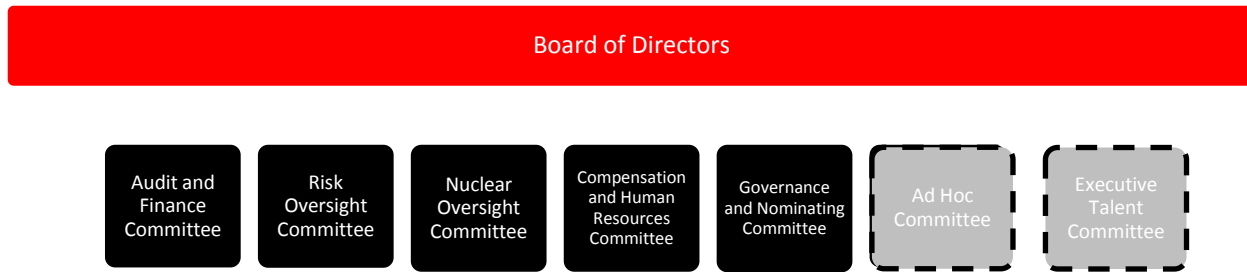 Board of Directors
Audit and
Finance
Committee
Risk
Oversight
Committee
Nuclear
Oversight
Committee
Compensation
and Human
Resources
Committee
Governance
and Nominating
Committee
Ad Hoc
Committee
Executive
Talent
Committee